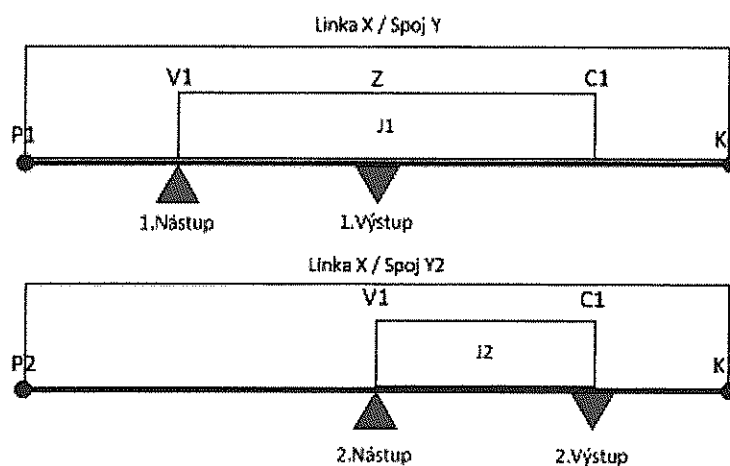 Linka X / Spoj Y
V1 Z C1
P1 J1 K
1.Nástup 1.Výstup
Linka X / Spoj Y2
V1 C1
P2 J2 K
2.Nástup 2.Výstup